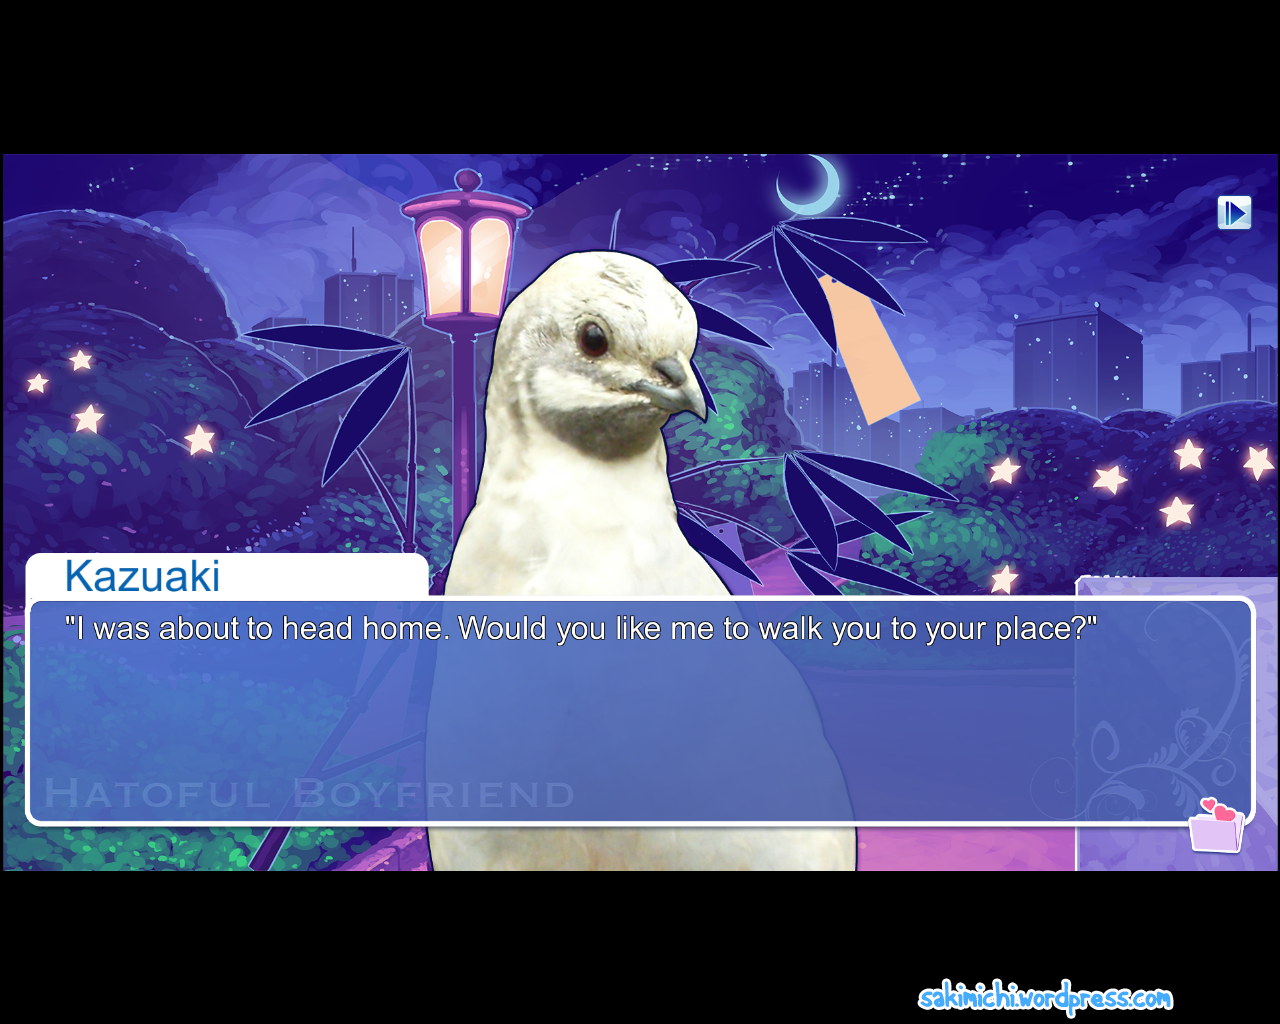 Kazuaki
"I was about to head home. Would you like me to walk you to your place?"
HATOFUL BOYFRIEND
sakimichi.wordpress.com